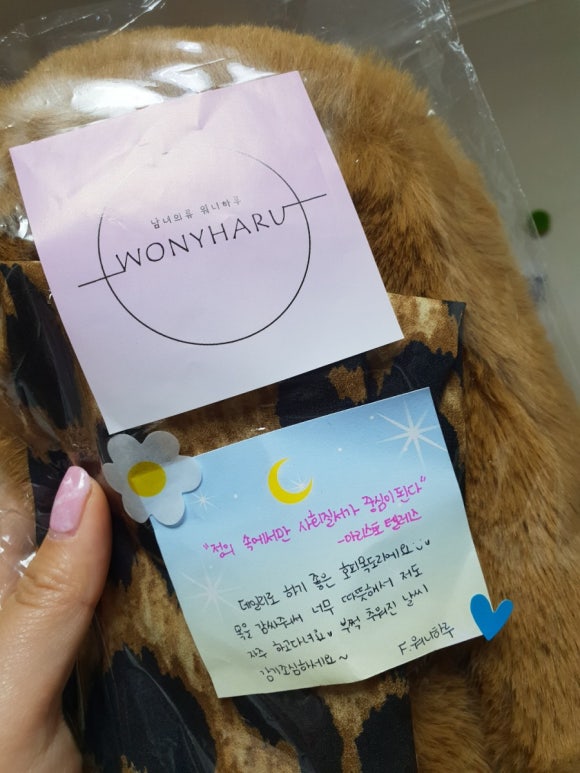 남녀의류 워니하루
WONYHARU
"정의 속에서만 사회질서가 중심이 된다"
-아리스토텔레스
데일리로 하기 좋은 호피목도리에요
목을 감싸줘서 너무 따뜻해서 저도
자주 하고다녀요♥ 부쩍 추워진 날씨
감기조심하세요~
F.워니하루